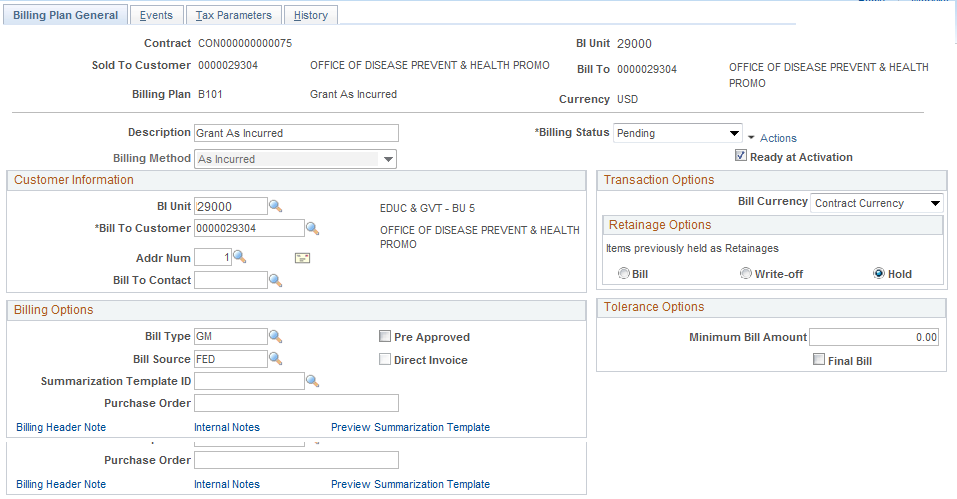 Billing Plan General Events Tax Parameters History
Contract CON000000000075 BI Unit 29000
Sold To Customer 0000029304 OFFICE OF DISEASE PREVENT & HEALTH PROMO Bill To 0000029304 OFFICE OF DISEASE PREVENT & HEALTH
PROMO
Billing Plan B101 Grant As Incurred Currency USD
Description Grant As Incurred *Billing Status Pending Actions
Billing Method As Incurred Ready at Activation
Customer Information
BI Unit 29000 EDUC & GVT - BU 5
*Bill To Customer 0000029304 OFFICE OF DISEASE PREVENT & HEALTH
PROMO
Addr Num 1
Bill To Contact
Transaction Options
Bill Currency Contract Currency
Retainage Options
Items previously held as Retainages
Bill Write-off Hold
Billing Options
Bill Type GM Pre Approved
Bill Source FED Direct Invoice
Summarization Template ID
Purchase Order
Billing Header Note Internal Notes Preview Summarization Template
Tolerance Options
Minimum Bill Amount 0.00
Final Bill
Purchase Order
Billing Header Note Internal Notes Preview Summarization Template